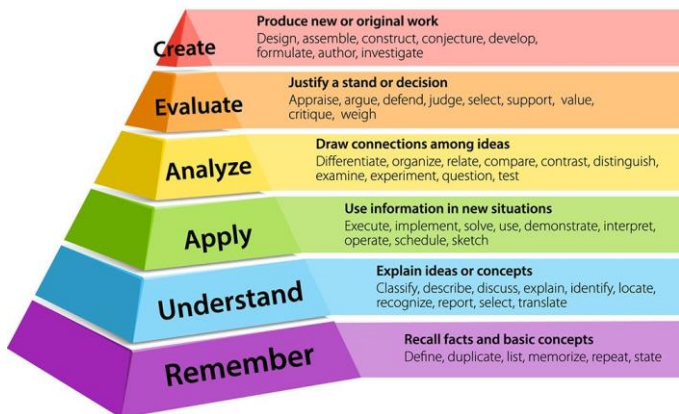 Create
Produce new or original work
Design, assemble, construct, conjecture, develop,
formulate, author, investigate
Evaluate
Justify a stand or decision
Appraise, argue, defend, judge, select, support, value,
critique, weigh
Analyze
Draw connections among ideas
Differentiate, organize, relate, compare, contrast, distinguish,
examine, experiment, question, test
Apply
Use information in new situations
Execute, implement, solve, use, demonstrate, interpret,
operate, schedule, sketch
Understand
Explain ideas or concepts
Classify, describe, discuss, explain, identify, locate,
recognize, report, select, translate
Remember
Recall facts and basic concepts
Define, duplicate, list, memorize, repeat, state